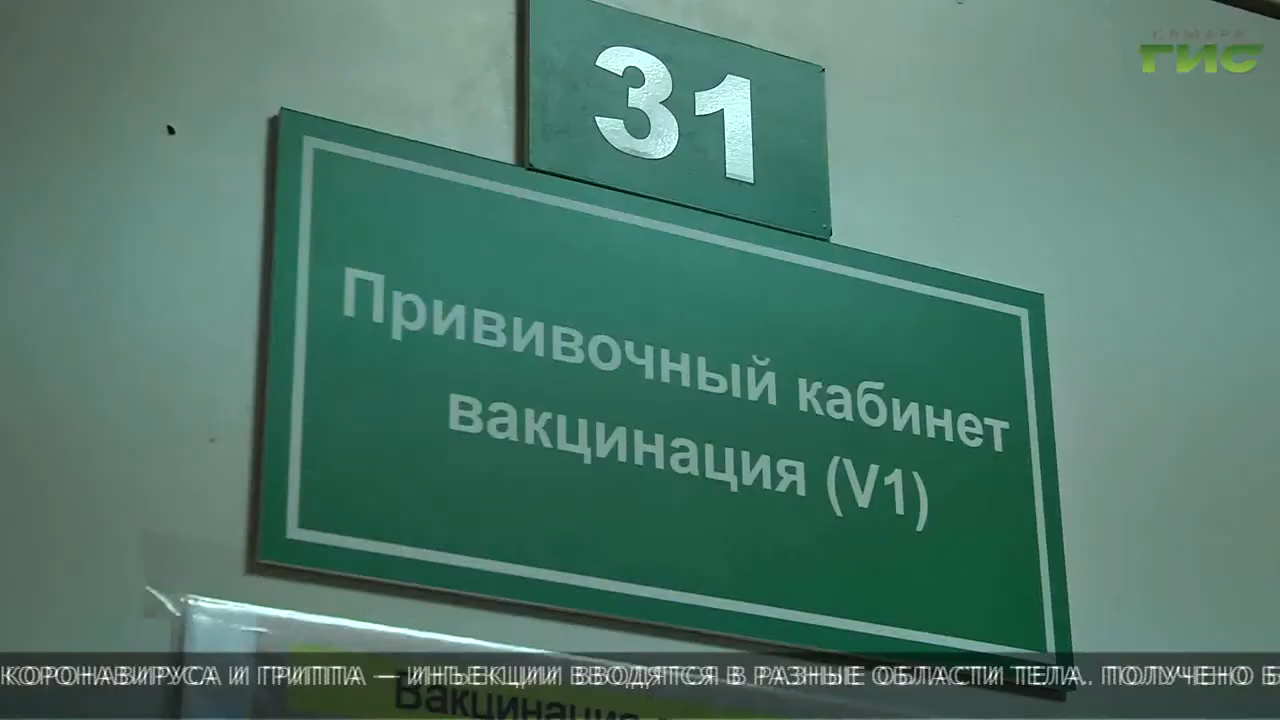 САМАРА
ГИС
31
Прививочный кабинет
вакцинация (V1)
Вакцинация
КОРОНАВИРУСА И ГРИППА — ИНЪЕКЦИИ ВВОДЯТСЯ В РАЗНЫЕ ОБЛАСТИ ТЕЛА. ПОЛУЧЕНО